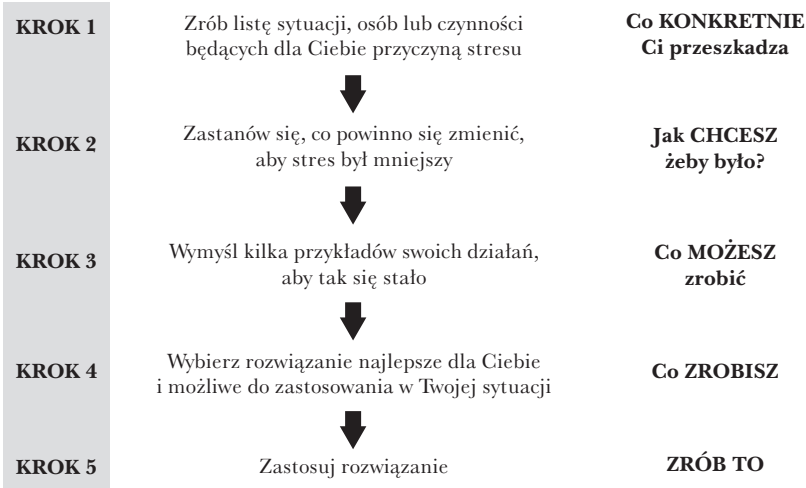 KROK 1
Zrób listę sytuacji, osób lub czynności
będących dla Ciebie przyczyną stresu
Co KONKRETNIE
Ci przeszkadza
KROK 2
Zastanów się, co powinno się zmienić,
aby stres był mniejszy
Jak CHCESZ
żeby było?
KROK 3
Wymyśl kilka przykładów swoich działań,
aby tak się stało
Co MOŻESZ
zrobić
KROK 4
Wybierz rozwiązanie najlepsze dla Ciebie
i możliwe do zastosowania w Twojej sytuacji
Co ZROBISZ
KROK 5
Zastosuj rozwiązanie
ZRÓB TO